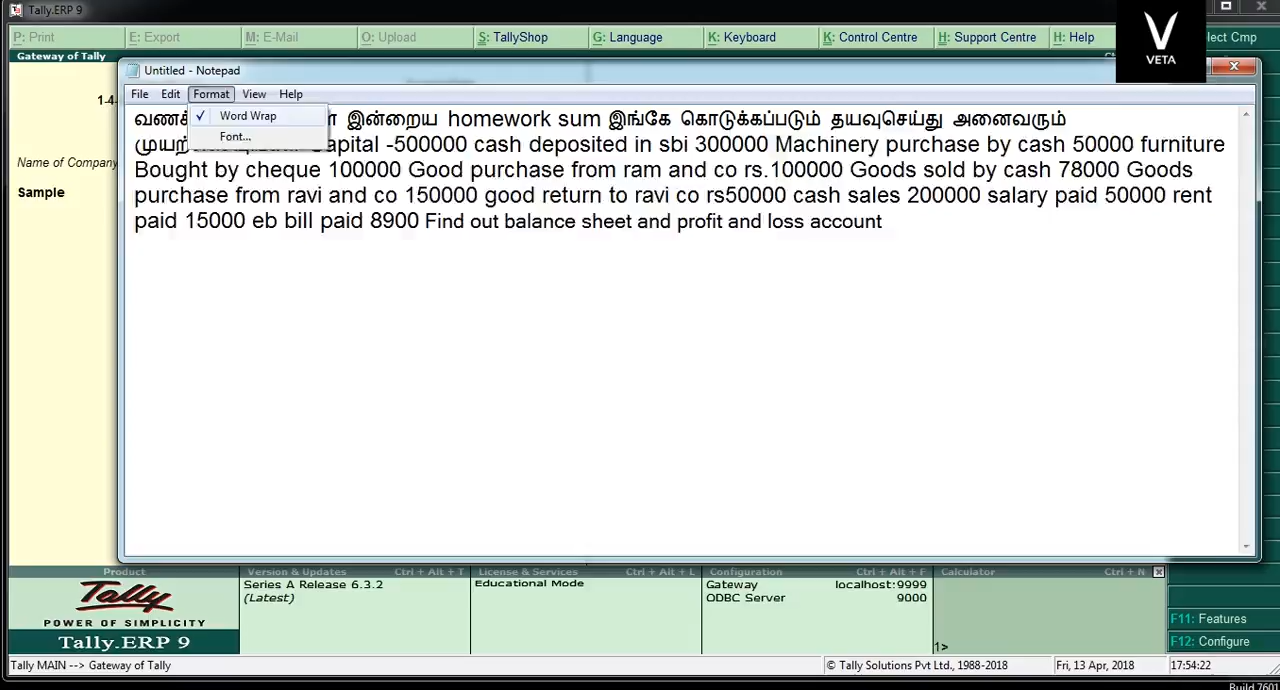 Tally.ERP 9
P: Print E: Export M: E-Mail O: Upload S: TallyShop G: Language K: Keyboard K: Control Centre H: Support Centre H: Help lect Cmp
VETA
Gateway of Tally
Untitled - Notepad
File Edit Format View Help
Word Wrap
Font...
இன்றைய homework sum இங்கே கொடுக்கப்படும் தயவுசெய்து அனைவரும்
-500000 cash deposited in sbi 300000 Machinery purchase by cash 50000 furniture
Bought by cheque 100000 Good purchase from ram and co rs.100000 Goods sold by cash 78000 Goods
purchase from ravi and co 150000 good return to ravi co rs50000 cash sales 200000 salary paid 50000 rent
paid 15000 eb bill paid 8900 Find out balance sheet and profit and loss account
1-4-
Name of Company
Sample
Product
Tally
POWER OF SIMPLICITY
Tally.ERP 9
Version & Updates Ctrl + Alt + T
Series A Release 6.3.2
(Latest)
License & Services Ctrl + Alt + L
Educational Mode
Configuration Ctrl + Alt + F
Gateway localhost:9999
ODBC Server 9000
Calculator Ctrl + N
1>
F11: Features
F12: Configure
Tally MAIN --> Gateway of Tally © Tally Solutions Pvt Ltd., 1988-2018 Fri, 13 Apr, 2018 17:54:22
Build 7601